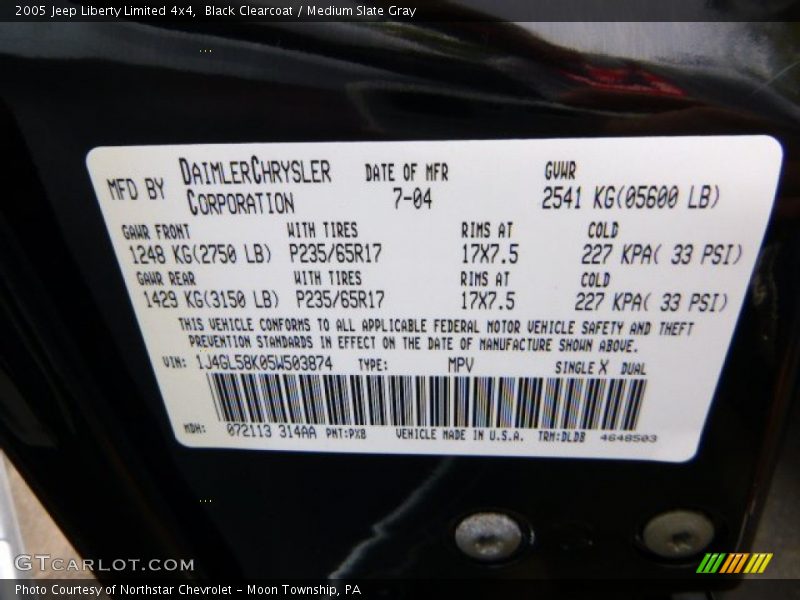 2005 Jeep Liberty Limited 4x4,  Black Clearcoat / Medium Slate Gray
MFD BY DAIMLERCHRYSLER CORPORATION DATE OF MFR 7-04 GVWR 2541 KG(05600 LB)
GAWR FRONT WITH TIRES RIMS AT COLD
1248 KG(2750 LB) P235/65R17 17X7.5 227 KPA( 33 PSI)
GAWR REAR WITH TIRES RIMS AT COLD
1429 KG(3150 LB) P235/65R17 17X7.5 227 KPA( 33 PSI)
THIS VEHICLE CONFORMS TO ALL APPLICABLE FEDERAL MOTOR VEHICLE SAFETY AND THEFT
PREVENTION STANDARDS IN EFFECT ON THE DATE OF MANUFACTURE SHOWN ABOVE.
VIN: 1J4GL58K05W503874 TYPE: MPV SINGLE X DUAL
MDH: 072113 314AA PNT:PX8 VEHICLE MADE IN U.S.A. TRM:DLD8 4648503
GTCARLOT.COM
Photo Courtesy of Northstar Chevrolet – Moon Township, PA